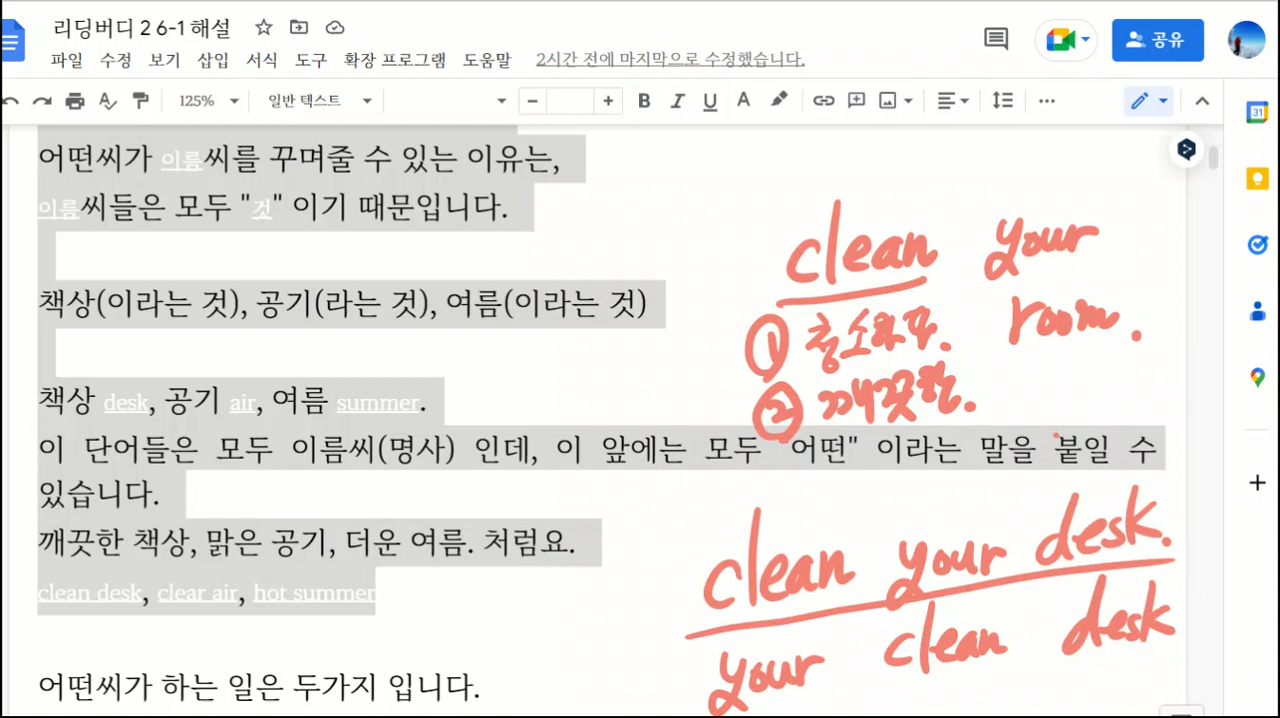 리딩버디 2 6-1 해설
파일 수정 보기 삽입 서식 도구 확장 프로그램 도움말 2시간 전에 마지막으로 수정했습니다.
공유
125% 일반 텍스트 B I U A
31
어떤씨가 이름씨를 꾸며줄 수 있는 이유는,
이름씨들은 모두 "것" 이기 때문입니다.
책상(이라는 것), 공기(라는 것), 여름(이라는 것)
책상 desk, 공기 air, 여름 summer.
이 단어들은 모두 이름씨(명사) 인데, 이 앞에는 모두 "어떤" 이라는 말을 붙일 수
있습니다.
깨끗한 책상, 맑은 공기, 더운 여름. 처럼요.
clean desk, clear air, hot summer
어떤씨가 하는 일은 두가지 입니다.
clean your
room.
① 청소하다.
② 깨끗한.
clean your desk.
your clean desk